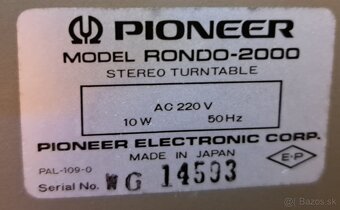 PIONEER
MODEL RONDO-2000
STEREO TURNTABLE
AC 220 V
10 W 50 Hz
PIONEER ELECTRONIC CORP.
MADE IN JAPAN
E·P
PAL-109-0
Serial No. WG 14593
© Bazos.sk